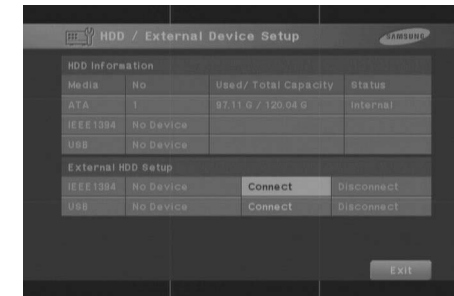 HDD / External Device Setup SAMSUNG
HDD Information
Media No Used/ Total Capacity Status
ATA 1 97.11 G / 120.04 G Internal
IEEE1394 No Device
USB No Device
External HDD Setup
IEEE1394 No Device Connect Disconnect
USB No Device Connect Disconnect
Exit